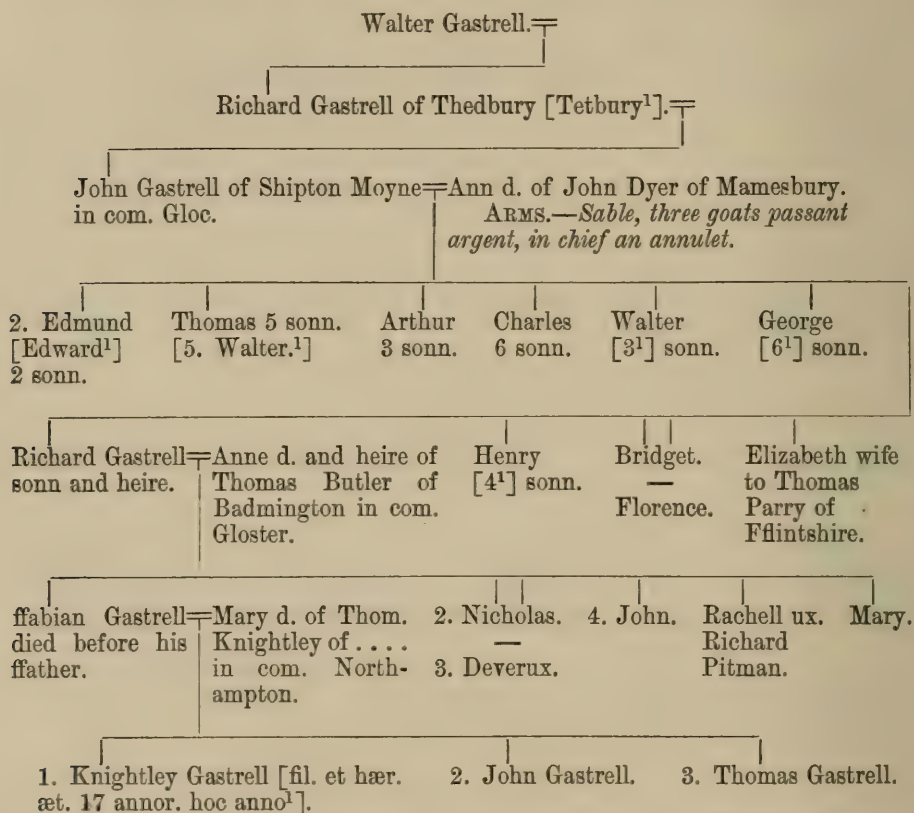 Walter Gastrell.
Richard Gastrell of Thedbury [Tetbury¹].
John Gastrell of Shipton Moyne
in com. Gloc.
Ann d. of John Dyer of Mamesbury.
ARMS.—Sable, three goats passant
argent, in chief an annulet.
2. Edmund
[Edward¹]
2 sonn.
Thomas 5 sonn.
[5. Walter.¹]
Arthur
3 sonn.
Charles
6 sonn.
Walter
[3¹] sonn.
George
[6¹] sonn.
Richard Gastrell
sonn and heire.
Anne d. and heire of
Thomas Butler of
Badmington in com.
Gloster.
Henry
[4¹] sonn.
Bridget.
—
Florence.
Elizabeth wife
to Thomas
Parry of
Fflintshire.
ffabian Gastrell
died before his
ffather.
Mary d. of Thom.
Knightley of . . . .
in com. North-
ampton.
2. Nicholas.
—
3. Deverux.
4. John.
Rachell ux.
Richard
Pitman.
Mary.
1. Knightley Gastrell [fil. et hær.
æt. 17 annor. hoc anno¹].
2. John Gastrell.
3. Thomas Gastrell.